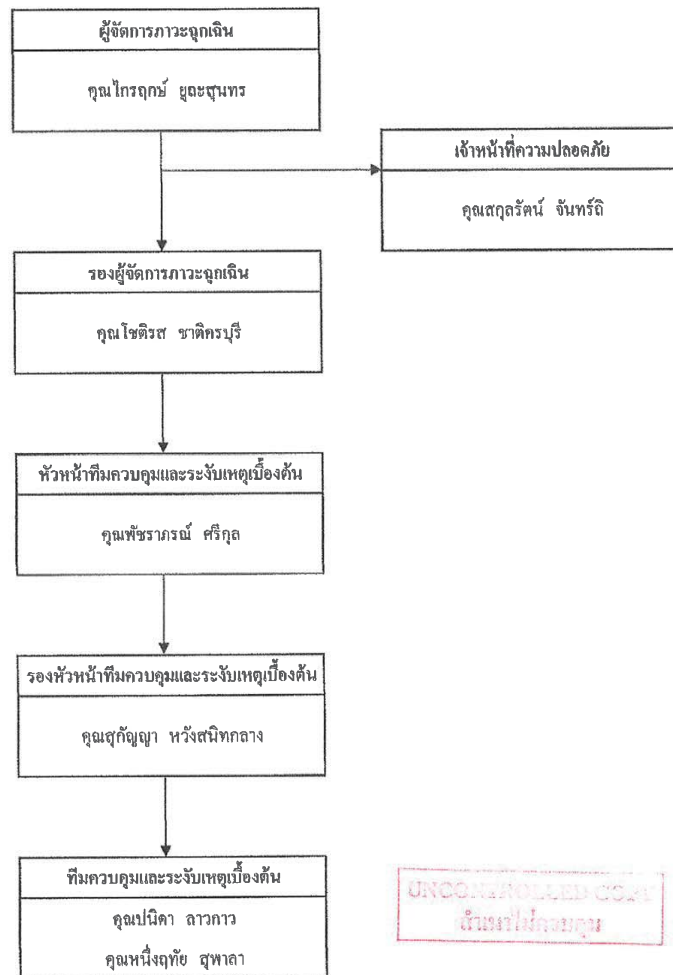 ผู้จัดการภาวะฉุกเฉิน
คุณไกรฤกษ์ ยูถะสุนทร
เจ้าหน้าที่ความปลอดภัย
คุณสกุลรัตน์ จันทร์ถิ
รองผู้จัดการภาวะฉุกเฉิน
คุณโชติรส ชาติครบุรี
หัวหน้าทีมควบคุมและระงับเหตุเบื้องต้น
คุณพัชราภรณ์ ศรีกุล
รองหัวหน้าทีมควบคุมและระงับเหตุเบื้องต้น
คุณสุกัญญา หวังสนิทกลาง
ทีมควบคุมและระงับเหตุเบื้องต้น
คุณปนิดา ลาวกาว
คุณหนึ่งฤทัย สุพาลา
UNCONTROLLED COPY
สำเนาไม่ควบคุม